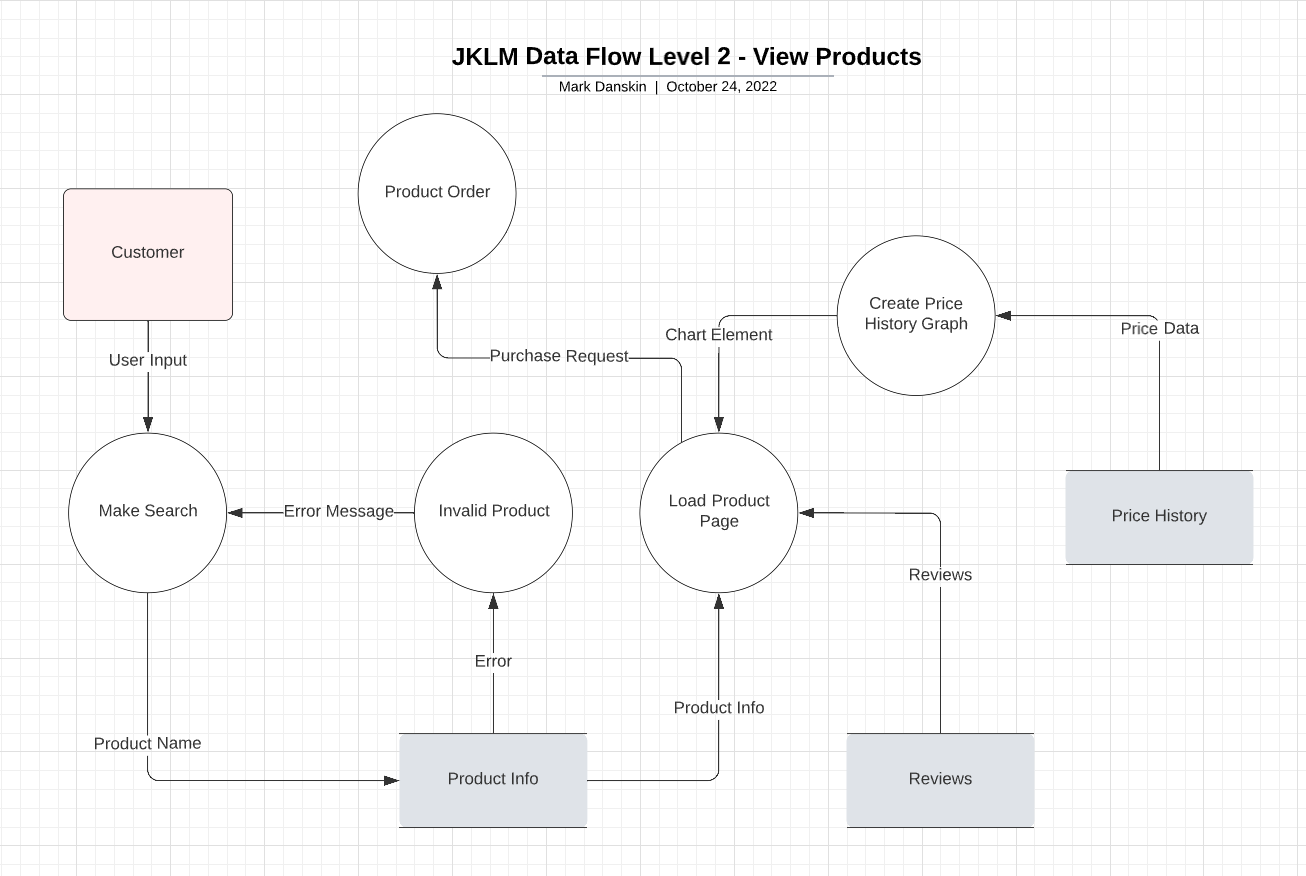 JKLM Data Flow Level 2 - View Products
Mark Danskin | October 24, 2022
Product Order
Customer
Create Price
History Graph
Price Data
Chart Element
Purchase Request
User Input
Make Search
Error Message
Invalid Product
Load Product
Page
Price History
Reviews
Error
Product Info
Product Name
Product Info
Reviews